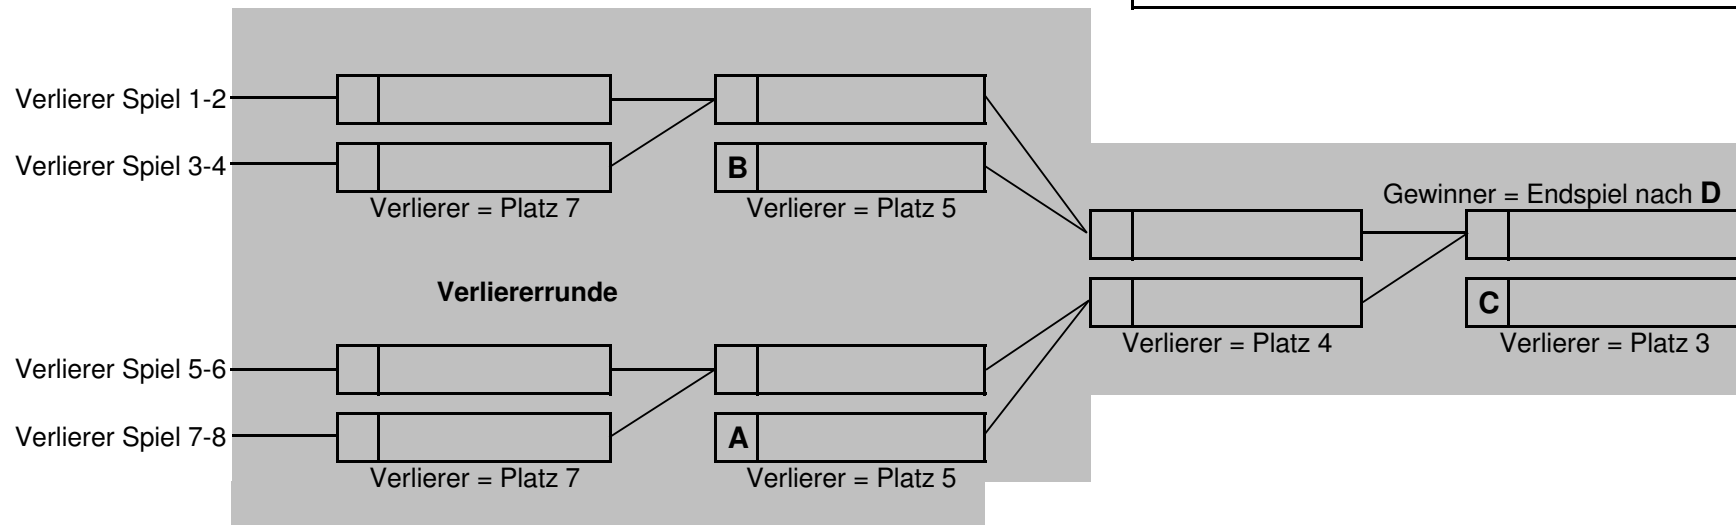 Verlierer Spiel 1-2
Verlierer Spiel 3-4
B
Verlierer = Platz 7
Verlierer = Platz 5
Gewinner = Endspiel nach D
Verliererrunde
C
Verlierer = Platz 4
Verlierer = Platz 3
Verlierer Spiel 5-6
Verlierer Spiel 7-8
A
Verlierer = Platz 7
Verlierer = Platz 5